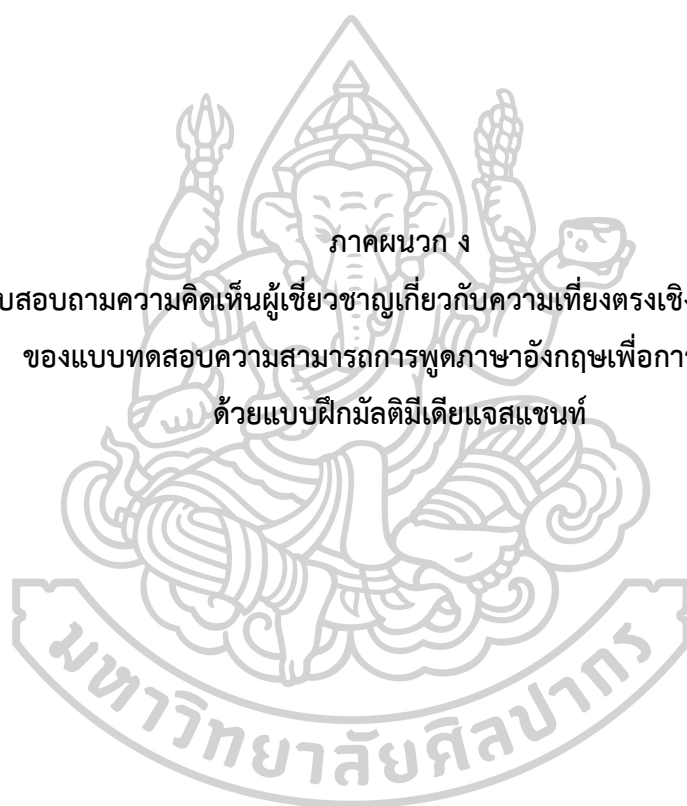 ภาคผนวก ง
บสอบถามความคิดเห็นผู้เชี่ยวชาญเกี่ยวกับความเที่ยงตรงเชิง
ของแบบทดสอบความสามารถการพูดภาษาอังกฤษเพื่อการ
ด้วยแบบฝึกมัลติมีเดียแจสแชนท์
มหาวิทยาลัยศิลปากร